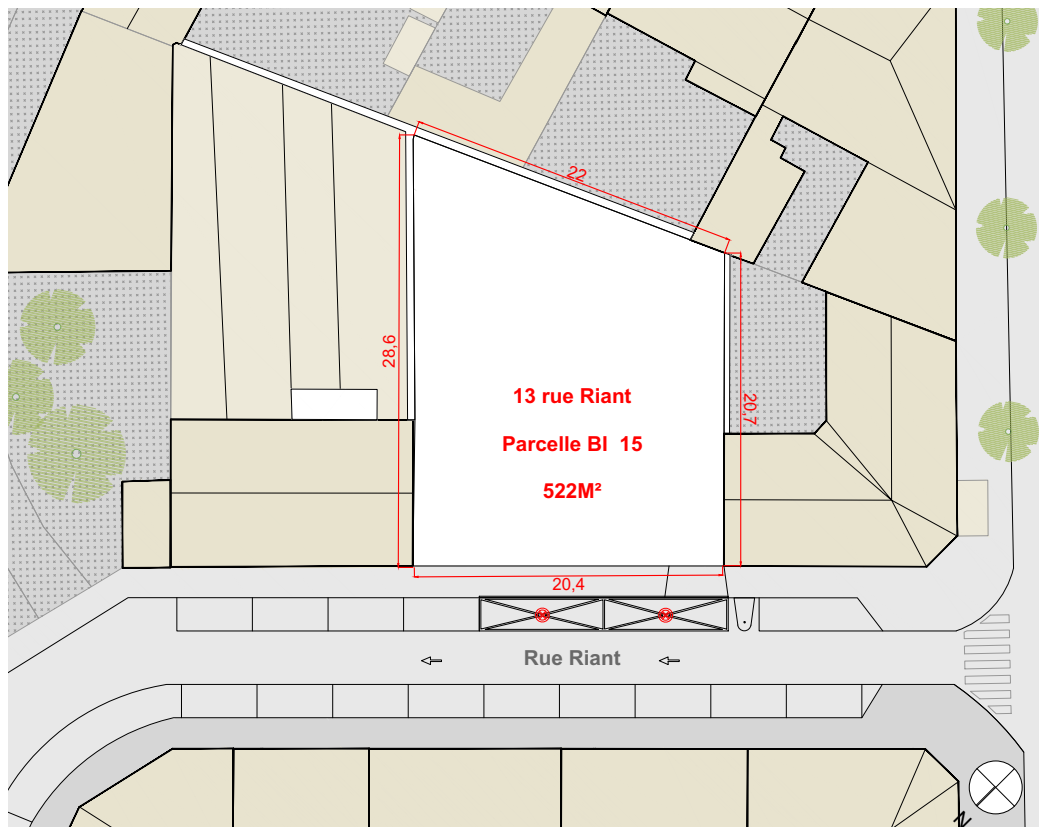 22
28,6
20,7
13 rue Riant
Parcelle BI 15
522M²
20,4
Rue Riant
N